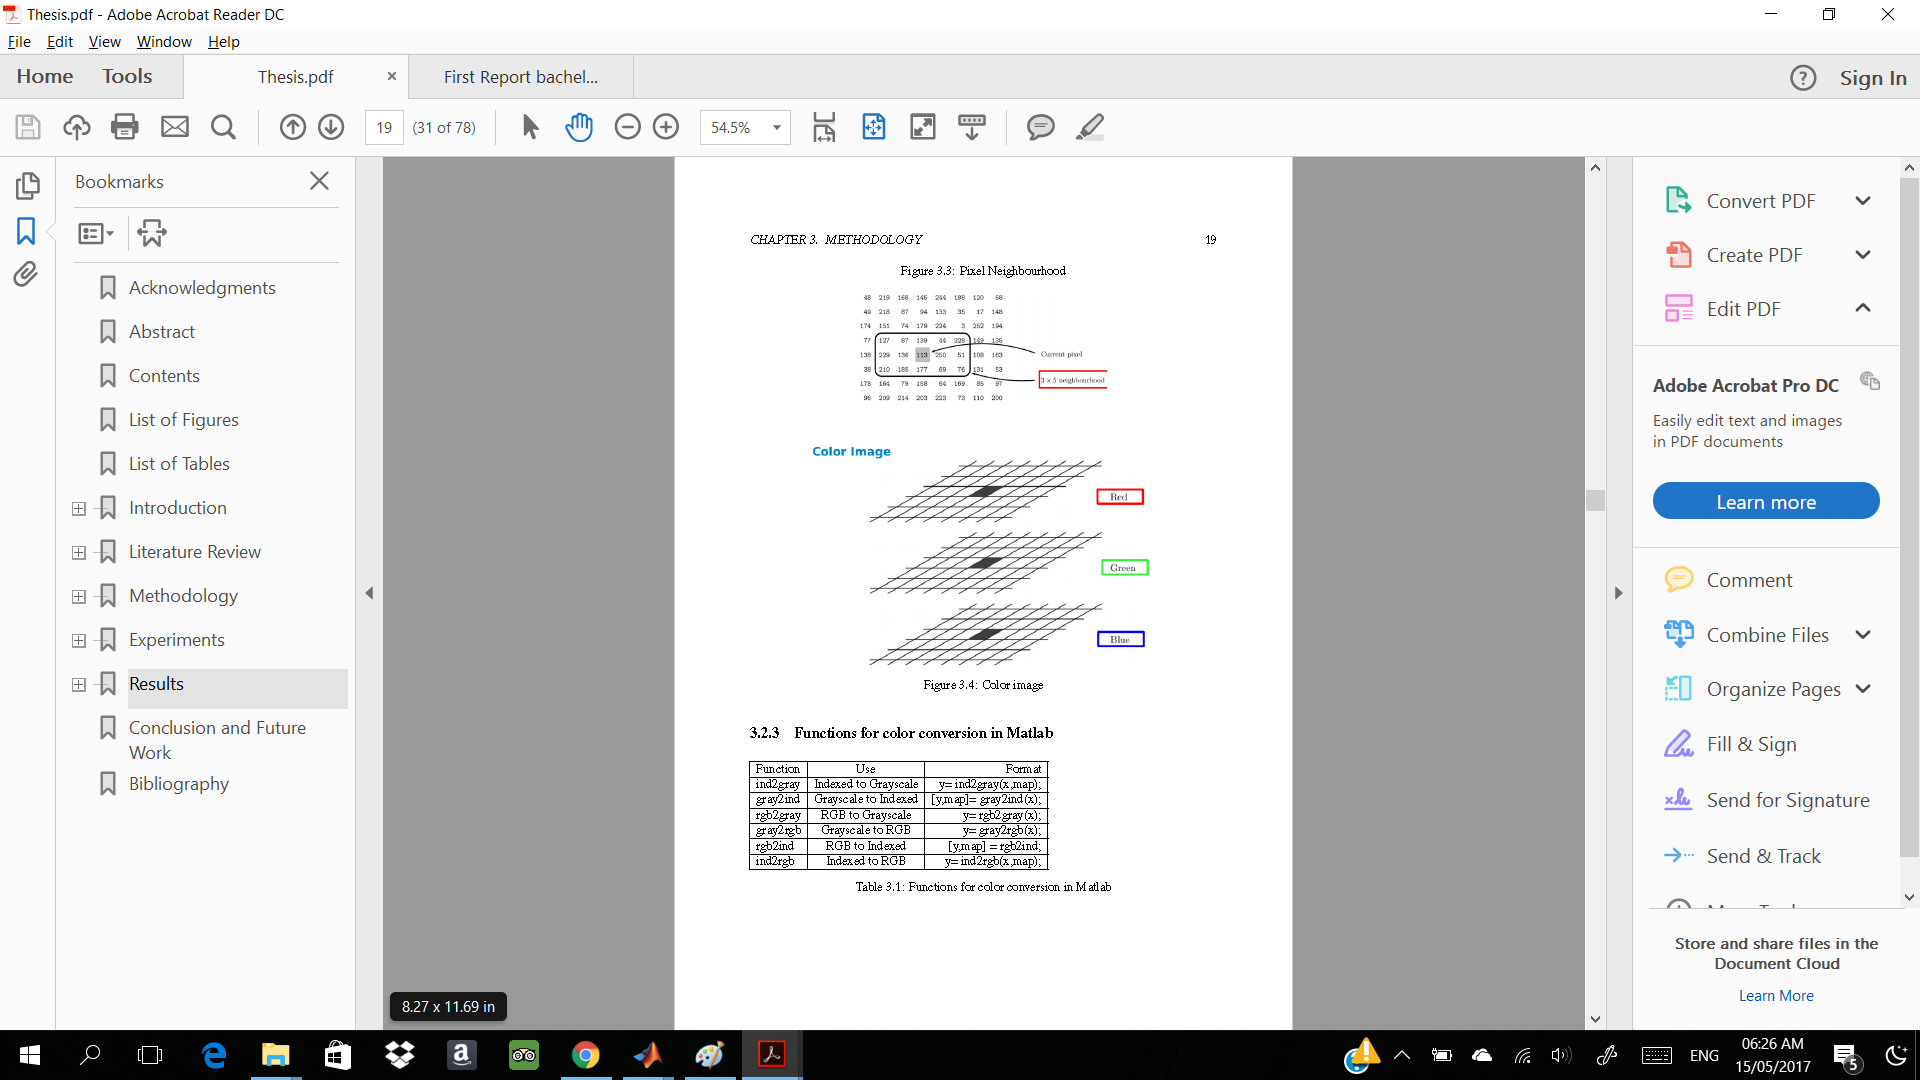 Thesis.pdf - Adobe Acrobat Reader DC
File Edit View Window Help
Home Tools Thesis.pdf First Report bachel... Sign In
19 (31 of 78) 54.5%
Bookmarks
Acknowledgments
Abstract
Contents
List of Figures
List of Tables
Introduction
Literature Review
Methodology
Experiments
Results
Conclusion and Future
Work
Bibliography
CHAPTER 3. METHODOLOGY 19
Figure 3.3: Pixel Neighbourhood
48 219 168 145 244 188 120 58
49 218 87 94 133 35 17 148
174 151 74 179 224 3 252 194
77 127 87 139 44 228 149 135
138 229 136 113 250 51 108 163
38 210 185 177 69 76 131 53
178 164 79 158 64 169 85 97
96 209 214 203 223 73 110 200
Current pixel
3 × 5 neighbourhood
Color Image
Red
Green
Blue
Figure 3.4: Color image
3.2.3 Functions for color conversion in Matlab
Function Use Format
ind2gray Indexed to Grayscale y= ind2gray(x,map);
gray2ind Grayscale to Indexed [y,map]= gray2ind(x);
rgb2gray RGB to Grayscale y= rgb2gray(x);
gray2rgb Grayscale to RGB y= gray2rgb(x);
rgb2ind RGB to Indexed [y,map] = rgb2ind;
ind2rgb Indexed to RGB y= ind2rgb(x,map);
Table 3.1: Functions for color conversion in Matlab
8.27 x 11.69 in
Convert PDF
Create PDF
Edit PDF
Adobe Acrobat Pro DC
Easily edit text and images
in PDF documents
Learn more
Comment
Combine Files
Organize Pages
Fill & Sign
Send for Signature
Send & Track
Store and share files in the
Document Cloud
Learn More
ENG
06:26 AM
15/05/2017
5